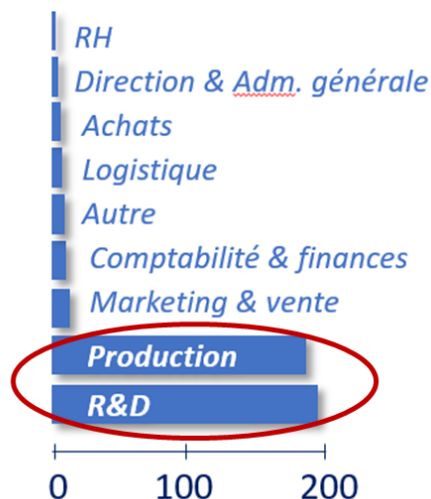 RH
Direction & Adm. générale
Achats
Logistique
Autre
Comptabilité & finances
Marketing & vente
Production
R&D
0 100 200